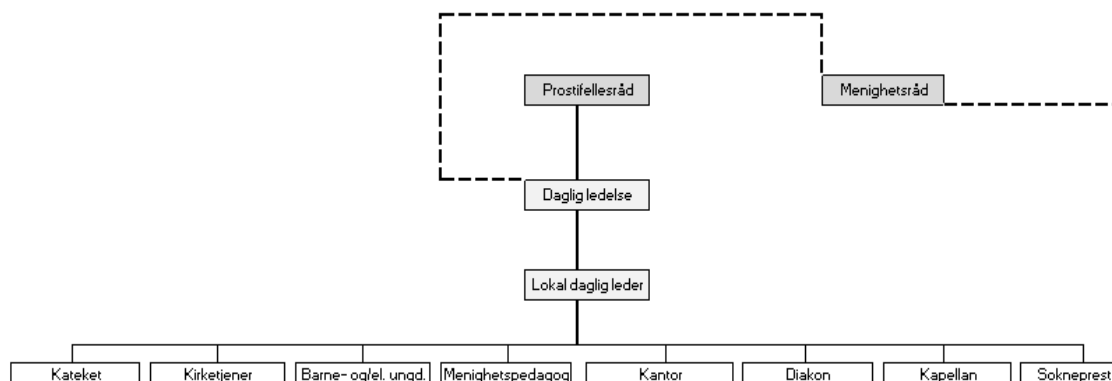 Prostifellesråd
Menighetsråd
Daglig ledelse
Lokal daglig leder
Kateket
Kirketjener
Barne- og/el. ungd.
Menighetspedagog
Kantor
Diakon
Kapellan
Sokneprest